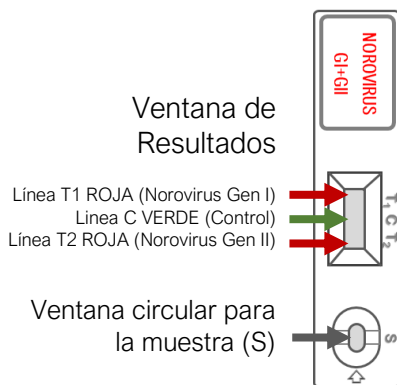 NOROVIRUS
GI+GII
Ventana de
Resultados
Línea T1 ROJA (Norovirus Gen I)
Linea C VERDE (Control)
Línea T2 ROJA (Norovirus Gen II)
T1 C T2
Ventana circular para
la muestra (S)
S